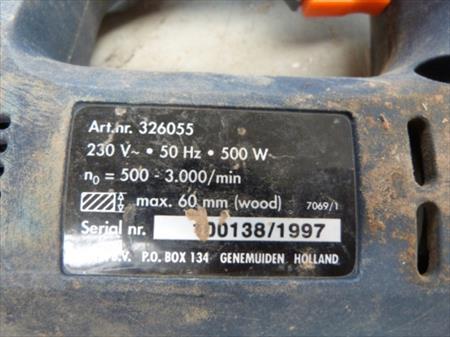 Art.nr. 326055
230 V~ • 50 Hz • 500 W
n₀ = 500 - 3.000/min
max. 60 mm (wood) 7069/1
Serial nr. 00138/1997
P.O. BOX 134 GENEMUIDEN HOLLAND